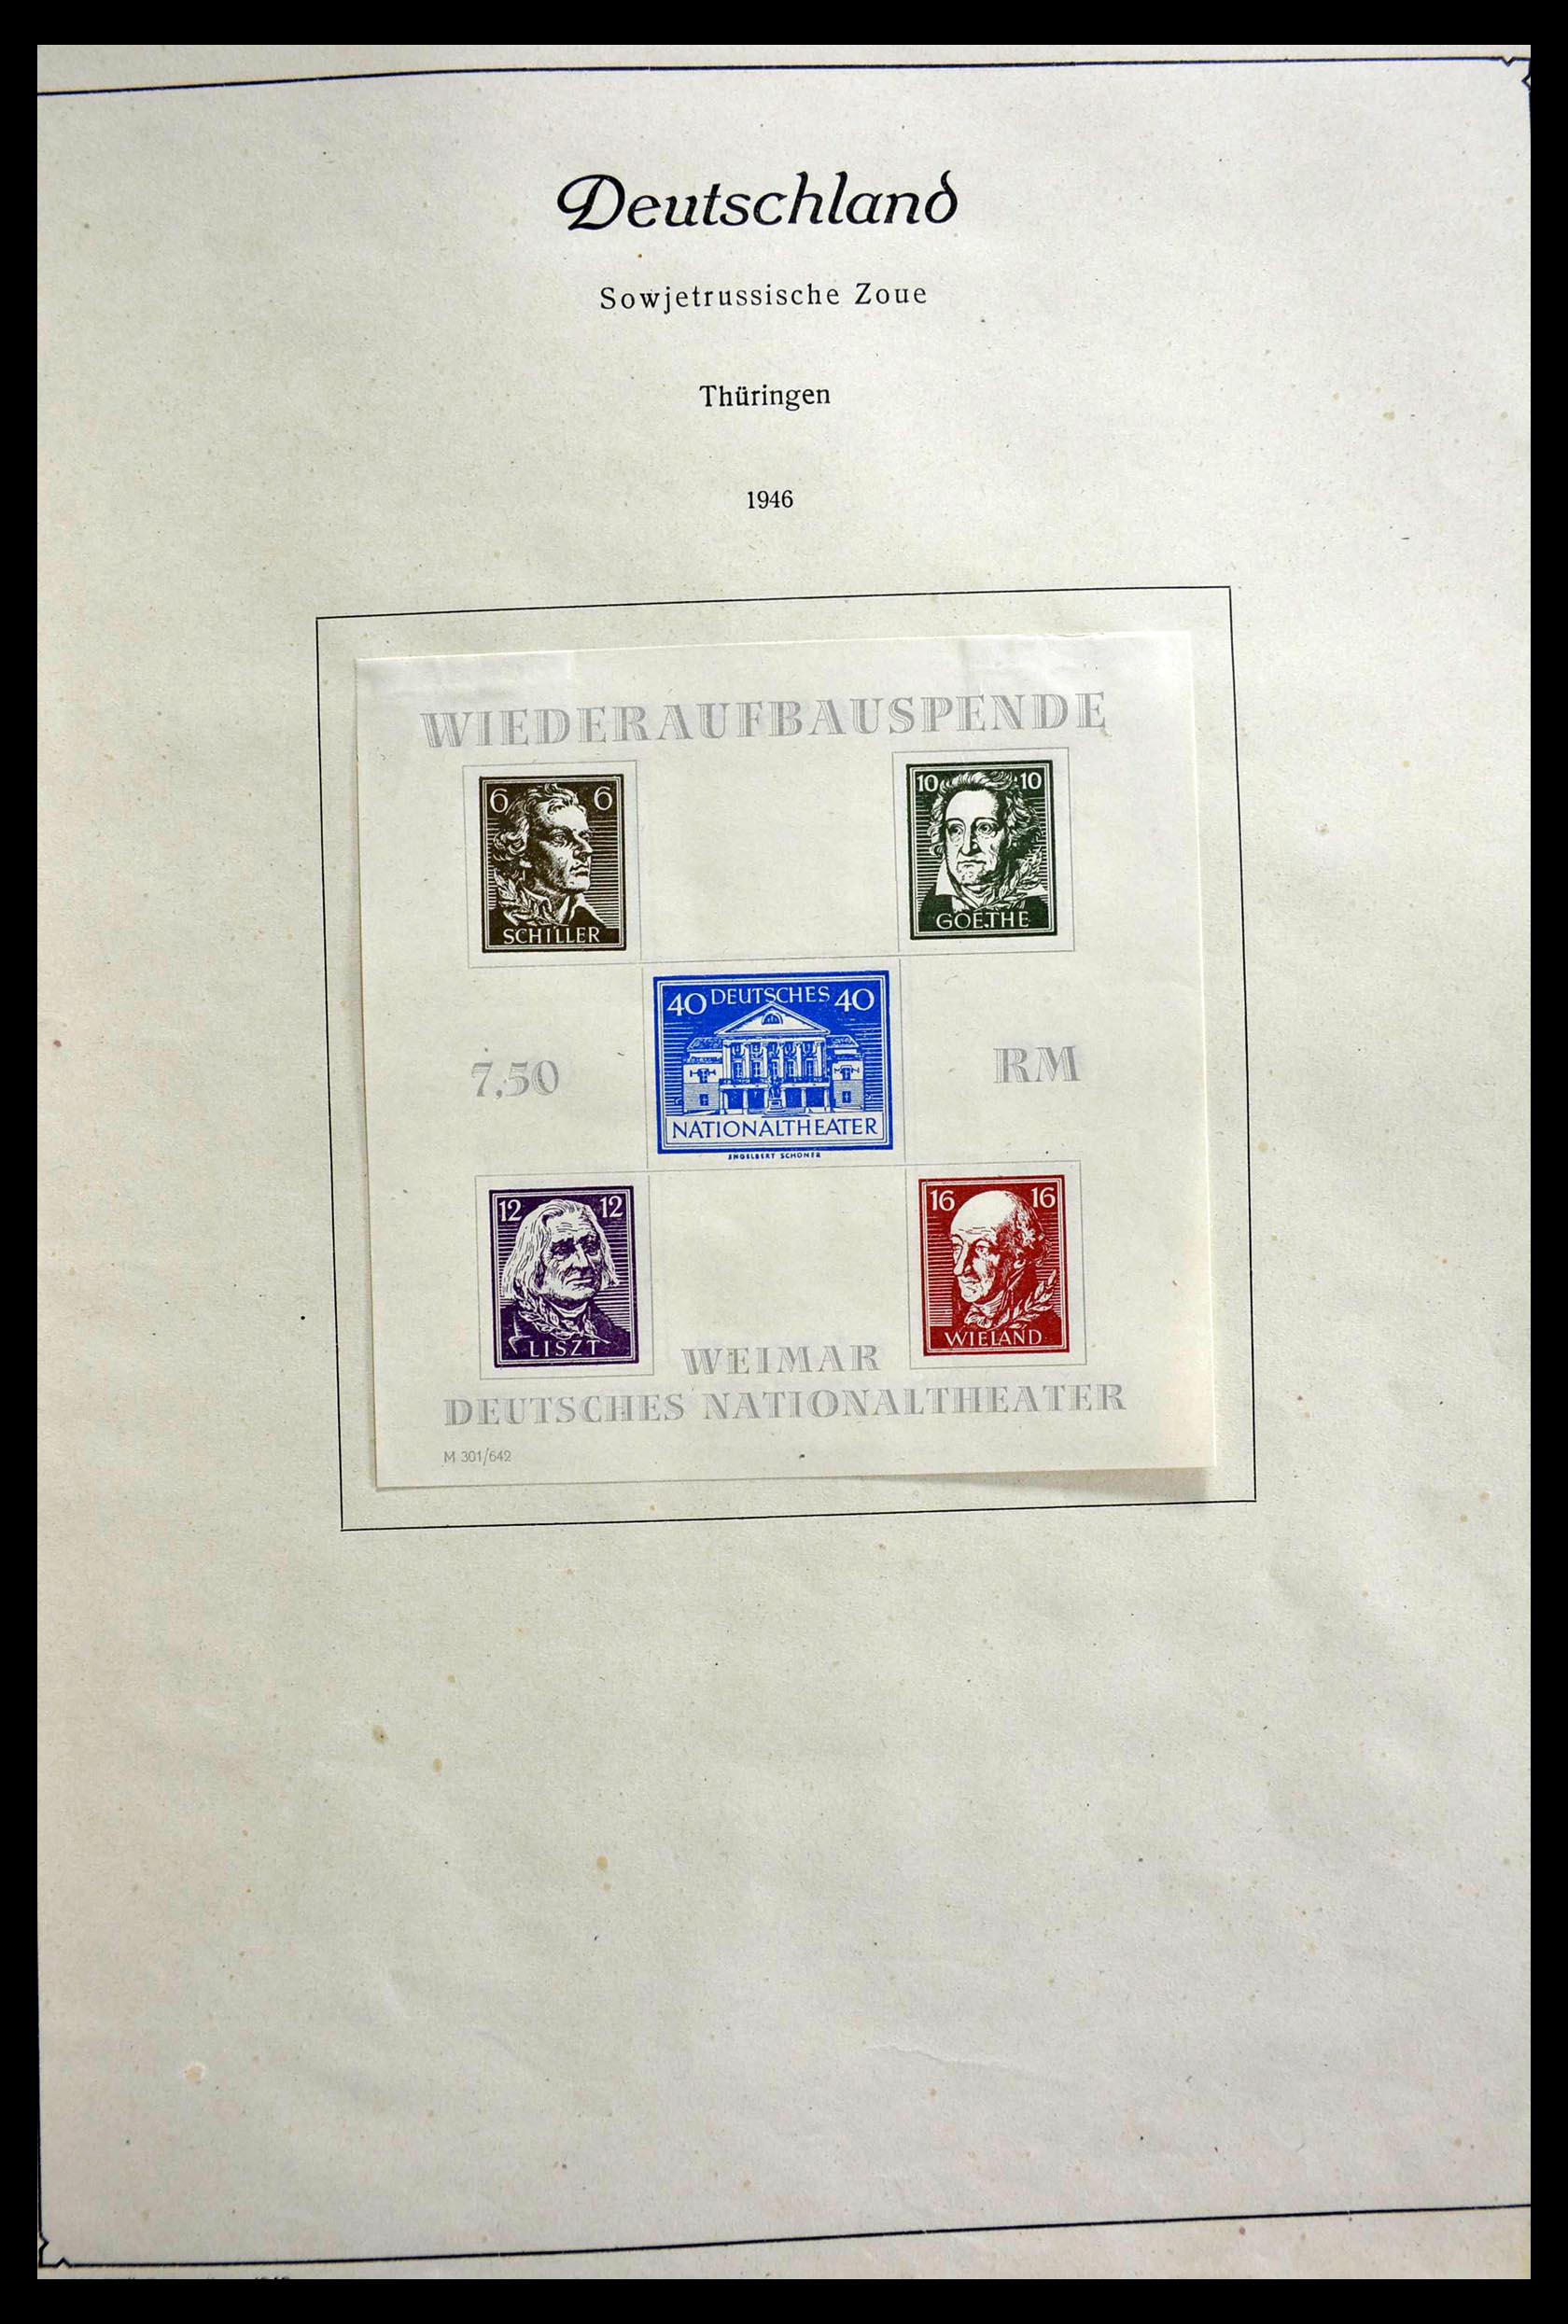 Deutschland
Sowjetrussische Zoue
Thüringen
1946
WIEDERAUFBAUSPENDE
6 6
SCHILLER
10 10
GOETHE
40 DEUTSCHES 40
NATIONALTHEATER
ENGELBERT SCHONER
7,50 RM
12 12
LISZT
16 16
WIELAND
WEIMAR
DEUTSCHES NATIONALTHEATER
M 301/642